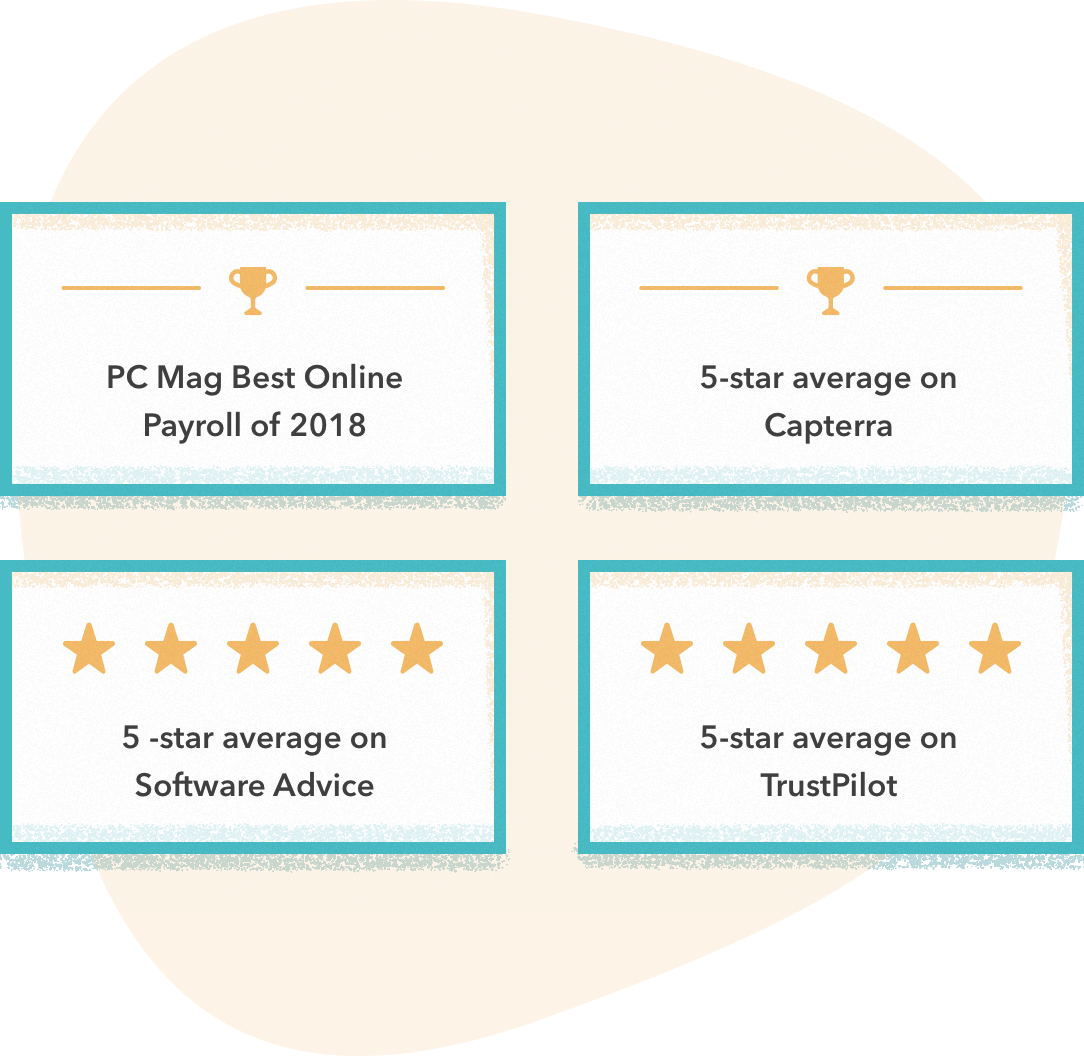 PC Mag Best Online
Payroll of 2018
5-star average on
Capterra
5 -star average on
Software Advice
5-star average on
TrustPilot